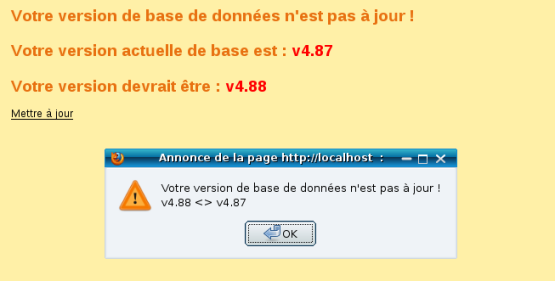 Votre version de base de données n'est pas à jour !
Votre version actuelle de base est : v4.87
Votre version devrait être : v4.88
Mettre à jour
Annonce de la page http://localhost :
Votre version de base de données n'est pas à jour !
v4.88 <> v4.87
OK